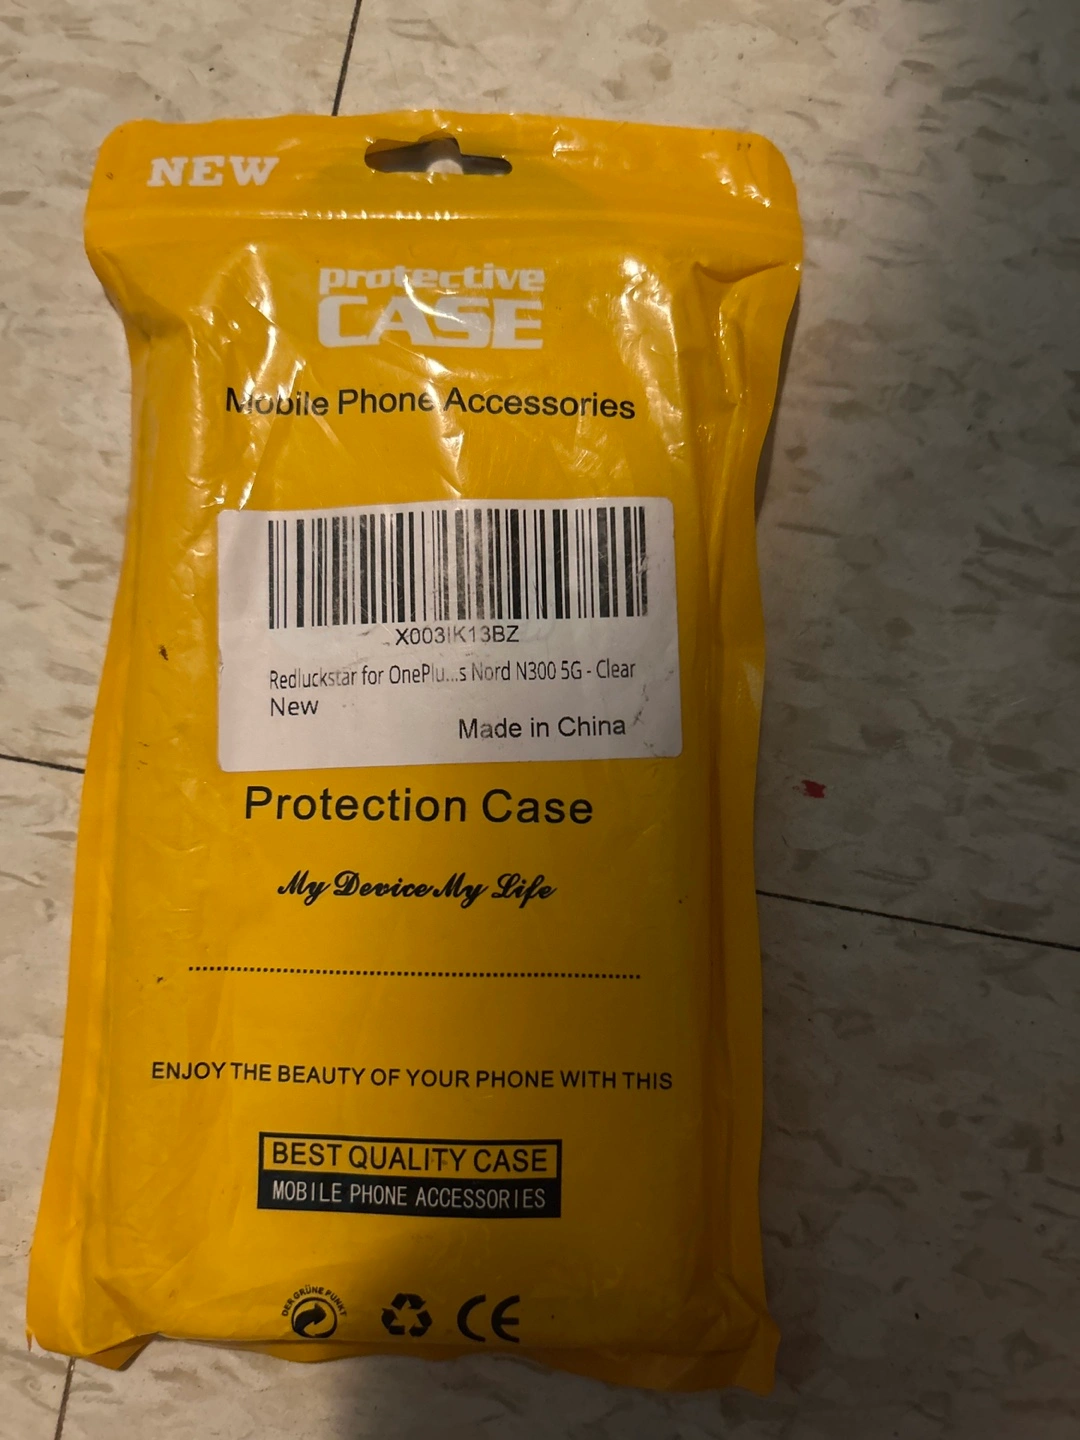 NEW
protective
CASE
Mobile Phone Accessories
X003IK13BZ
Redluckstar for OnePlu...s Nord N300 5G - Clear
New
Made in China
Protection Case
My Device My Life
ENJOY THE BEAUTY OF YOUR PHONE WITH THIS
BEST QUALITY CASE
MOBILE PHONE ACCESSORIES
DER GRÜNE PUNKT
CE